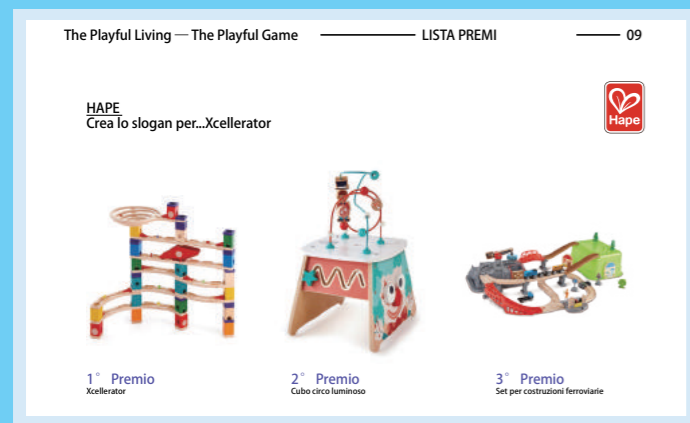 The Playful Living — The Playful Game LISTA PREMI 09
HAPE
Crea lo slogan per...Xcellerator
Hape
1° Premio
Xcellerator
2° Premio
Cubo circo luminoso
3° Premio
Set per costruzioni ferroviarie